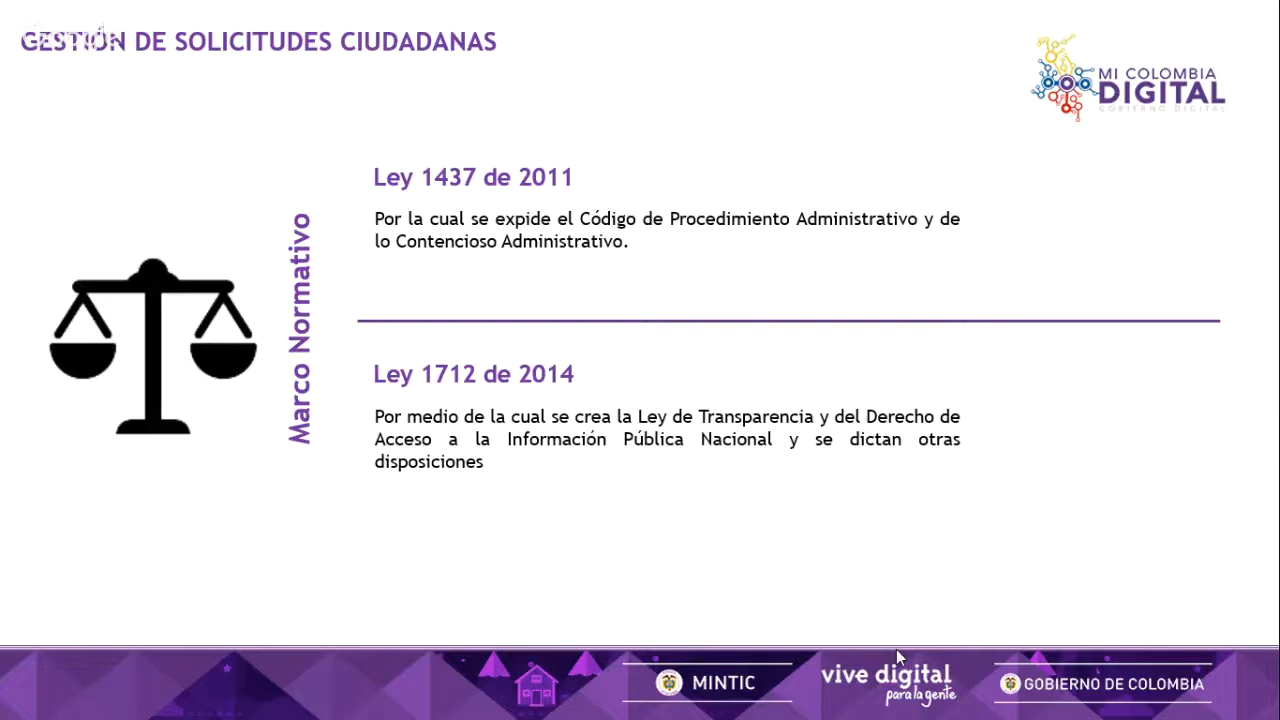 GESTIÓN DE SOLICITUDES CIUDADANAS
Google
MI COLOMBIA
DIGITAL
GOBIERNO DIGITAL
Marco Normativo
Ley 1437 de 2011
Por la cual se expide el Código de Procedimiento Administrativo y de
lo Contencioso Administrativo.
Ley 1712 de 2014
Por medio de la cual se crea la Ley de Transparencia y del Derecho de
Acceso a la Información Pública Nacional y se dictan otras
disposiciones
MINTIC
vive digital
para la gente
GOBIERNO DE COLOMBIA